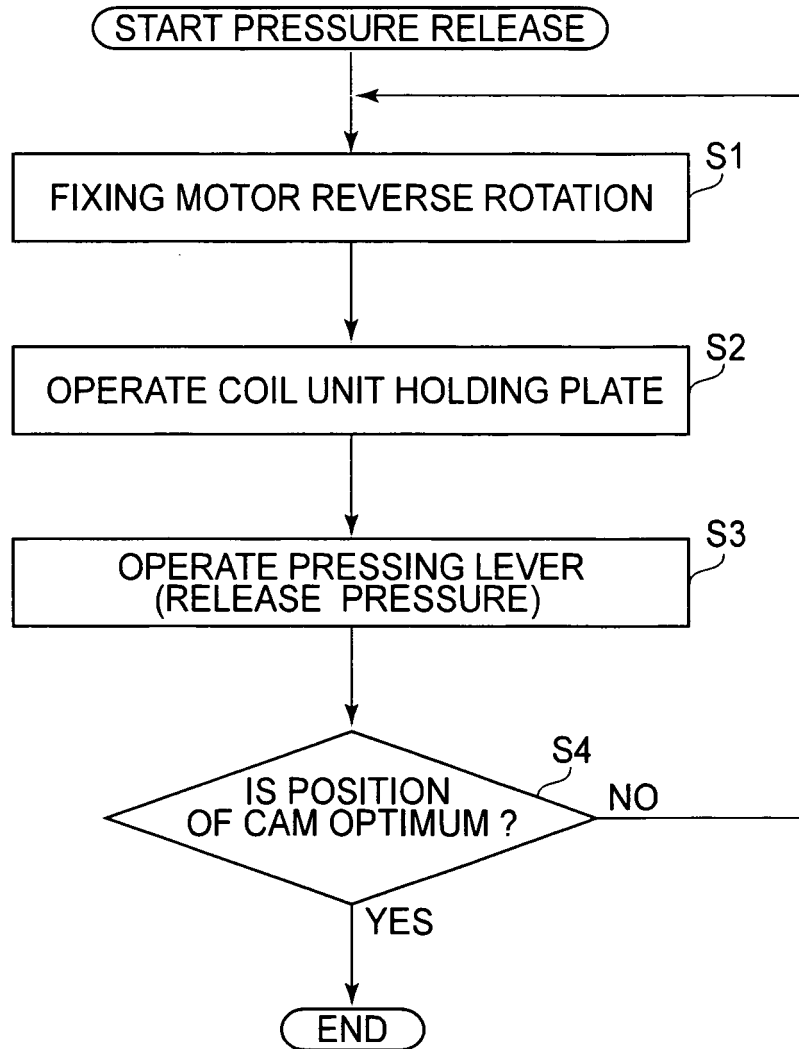 START PRESSURE RELEASE
S1
FIXING MOTOR REVERSE ROTATION
S2
OPERATE COIL UNIT HOLDING PLATE
S3
OPERATE PRESSING LEVER
(RELEASE PRESSURE)
S4
IS POSITION
OF CAM OPTIMUM ?
NO
YES
END